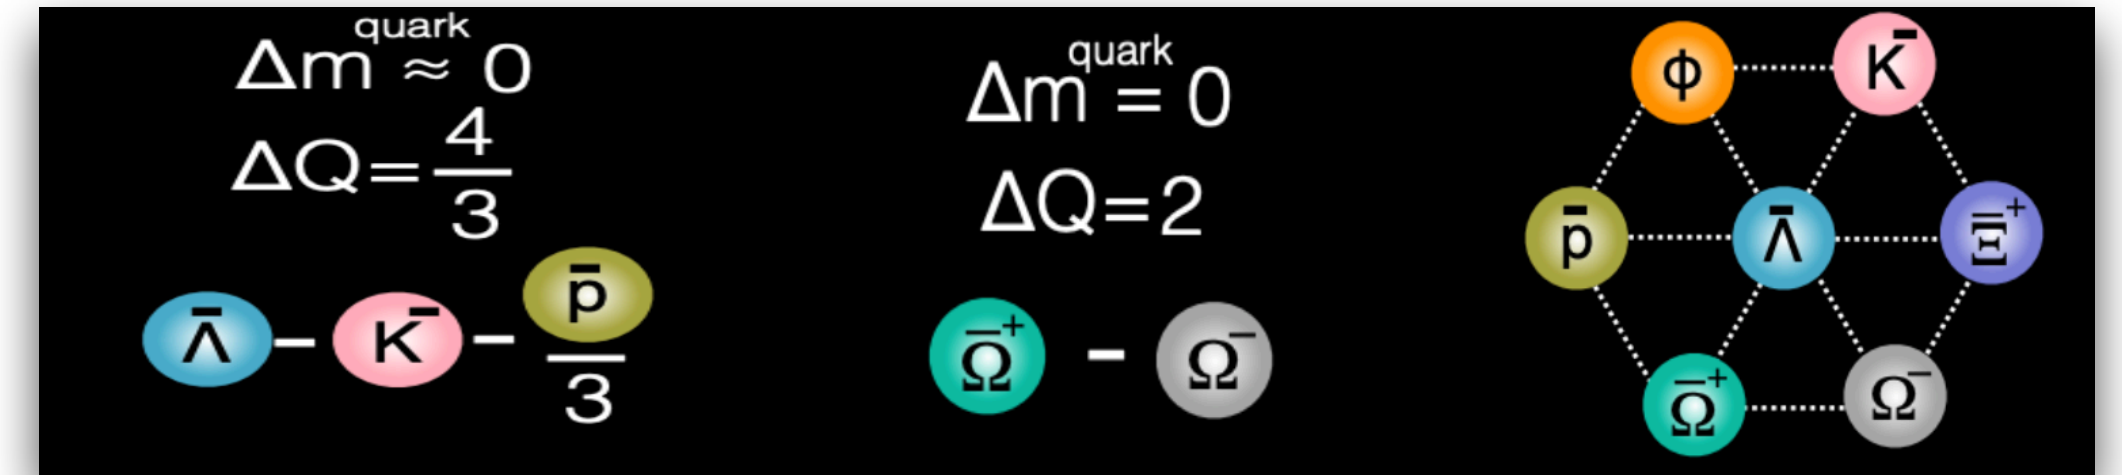 Δm^quark ≈ 0
ΔQ = 4/3
Λ̄ – K⁻ – p̄/3
Δm^quark = 0
ΔQ=2
Ω̄⁺ – Ω⁻
ϕ K⁻
p̄ Λ̄ Ξ̄⁺
Ω̄⁺ Ω⁻